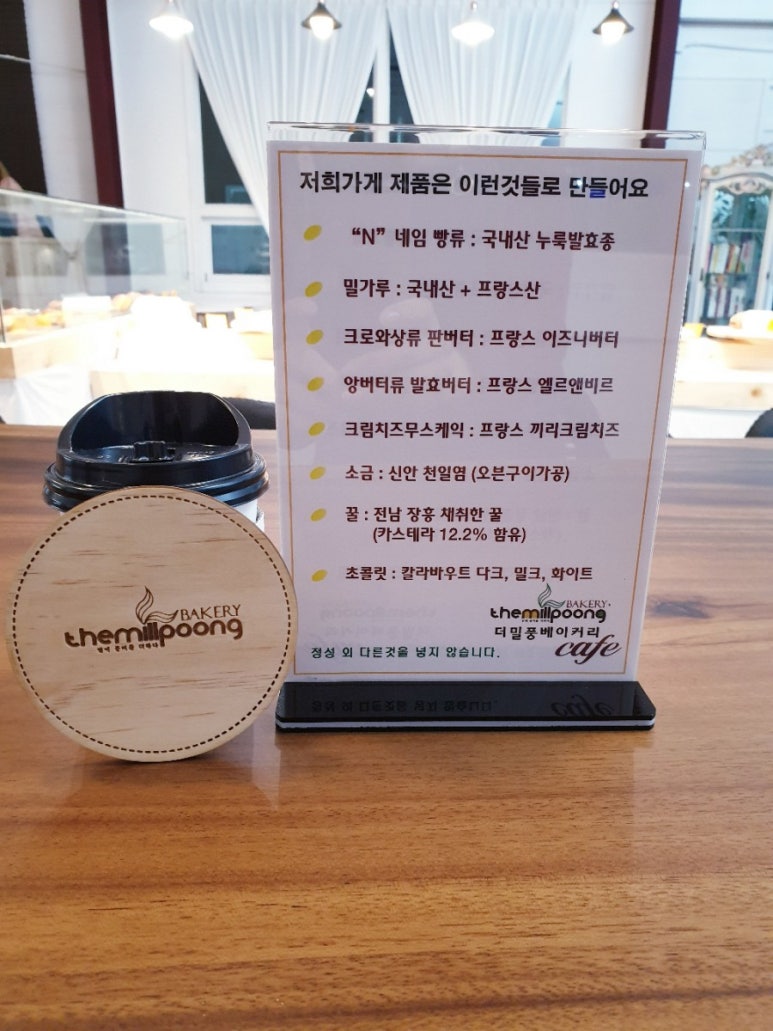 저희가게 제품은 이런것들로 만들어요
“N” 네임 빵류 : 국내산 누룩발효종
밀가루 : 국내산 + 프랑스산
크로와상류 판버터 : 프랑스 이즈니버터
앙버터류 발효버터 : 프랑스 엘르앤비르
크림치즈무스케익 : 프랑스 끼리크림치즈
소금 : 신안 천일염 (오븐구이가공)
꿀 : 전남 장흥 채취한 꿀
(카스테라 12.2% 함유)
초콜릿 : 칼라바우트 다크, 밀크, 화이트
BAKERY
themillpoong
더밀풍베이커리
cafe
정성 외 다른것을 넣지 않습니다.
BAKERY
themillpoong